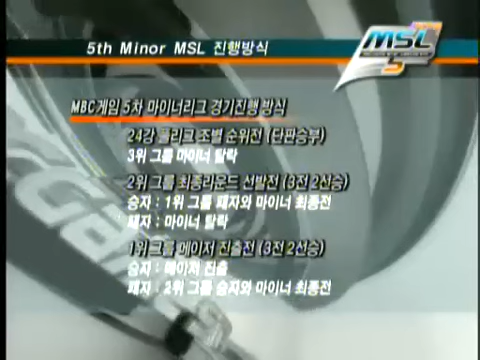 5th Minor MSL 진행방식
MSL
5
MBC게임 5차 마이너리그 경기진행 방식
24강 풀리그 조별 순위전 (단판승부)
3위 그룹 마이너 탈락
2위 그룹 최종라운드 선발전 (3전 2선승)
승자 : 1위 그룹 패자와 마이너 최종전
패자 : 마이너 탈락
1위 그룹 메이저 진출전 (3전 2선승)
승자 : 메이저 진출
패자 : 2위 그룹 승자와 마이너 최종전